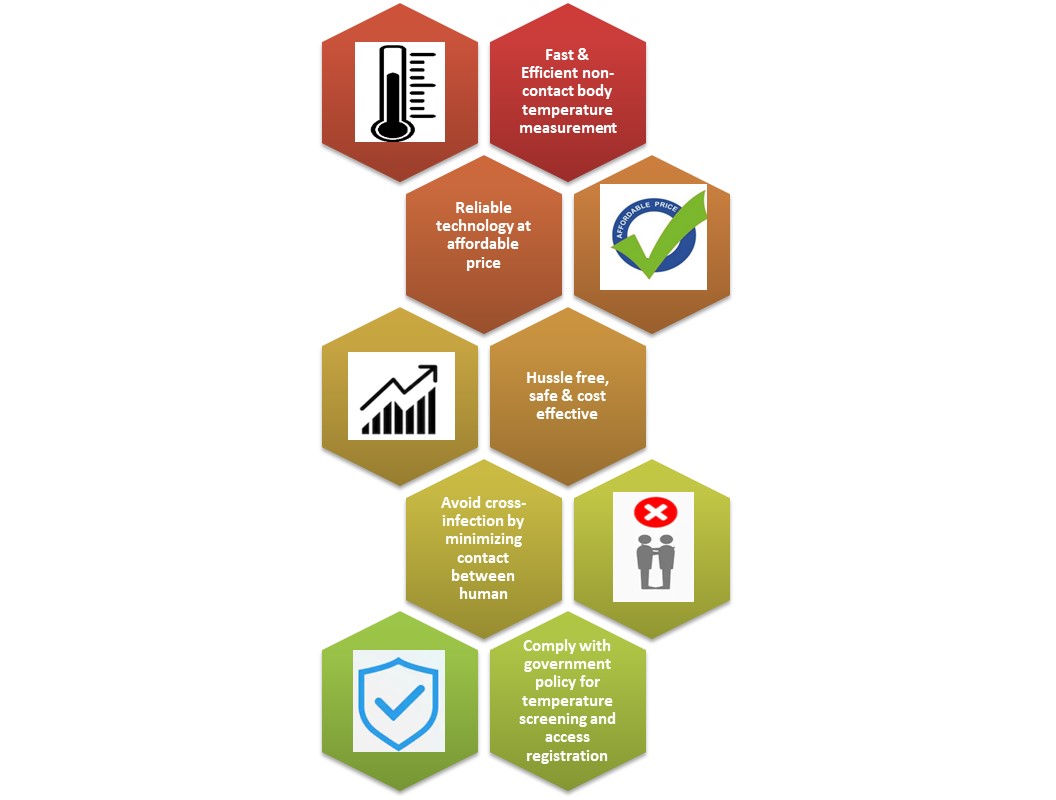 Fast &
Efficient non-
contact body
temperature
measurement
Reliable
technology at
affordable
price
AFFORDABLE PRICE
Hussle free,
safe & cost
effective
Avoid cross-
infection by
minimizing
contact
between
human
Comply with
government
policy for
temperature
screening and
access
registration